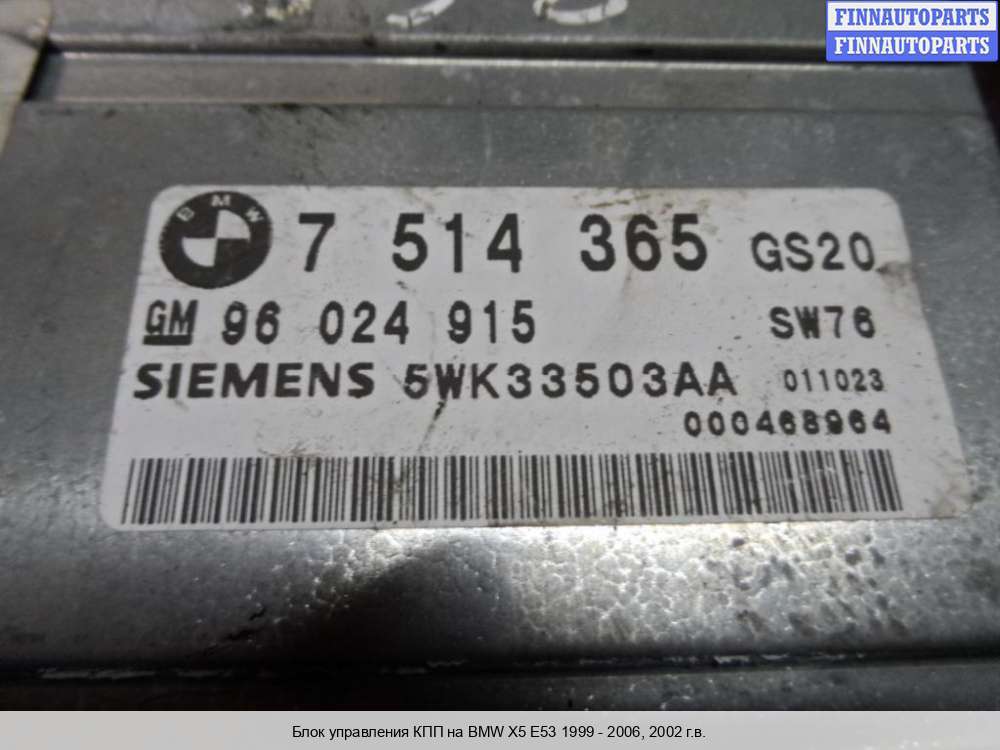 FINNAUTOPARTS
FINNAUTOPARTS
BMW 7 514 365 GS20
GM 96 024 915 SW76
SIEMENS 5WK33503AA 011023
000468964
Блок управления КПП на BMW X5 E53 1999 - 2006, 2002 г.в.